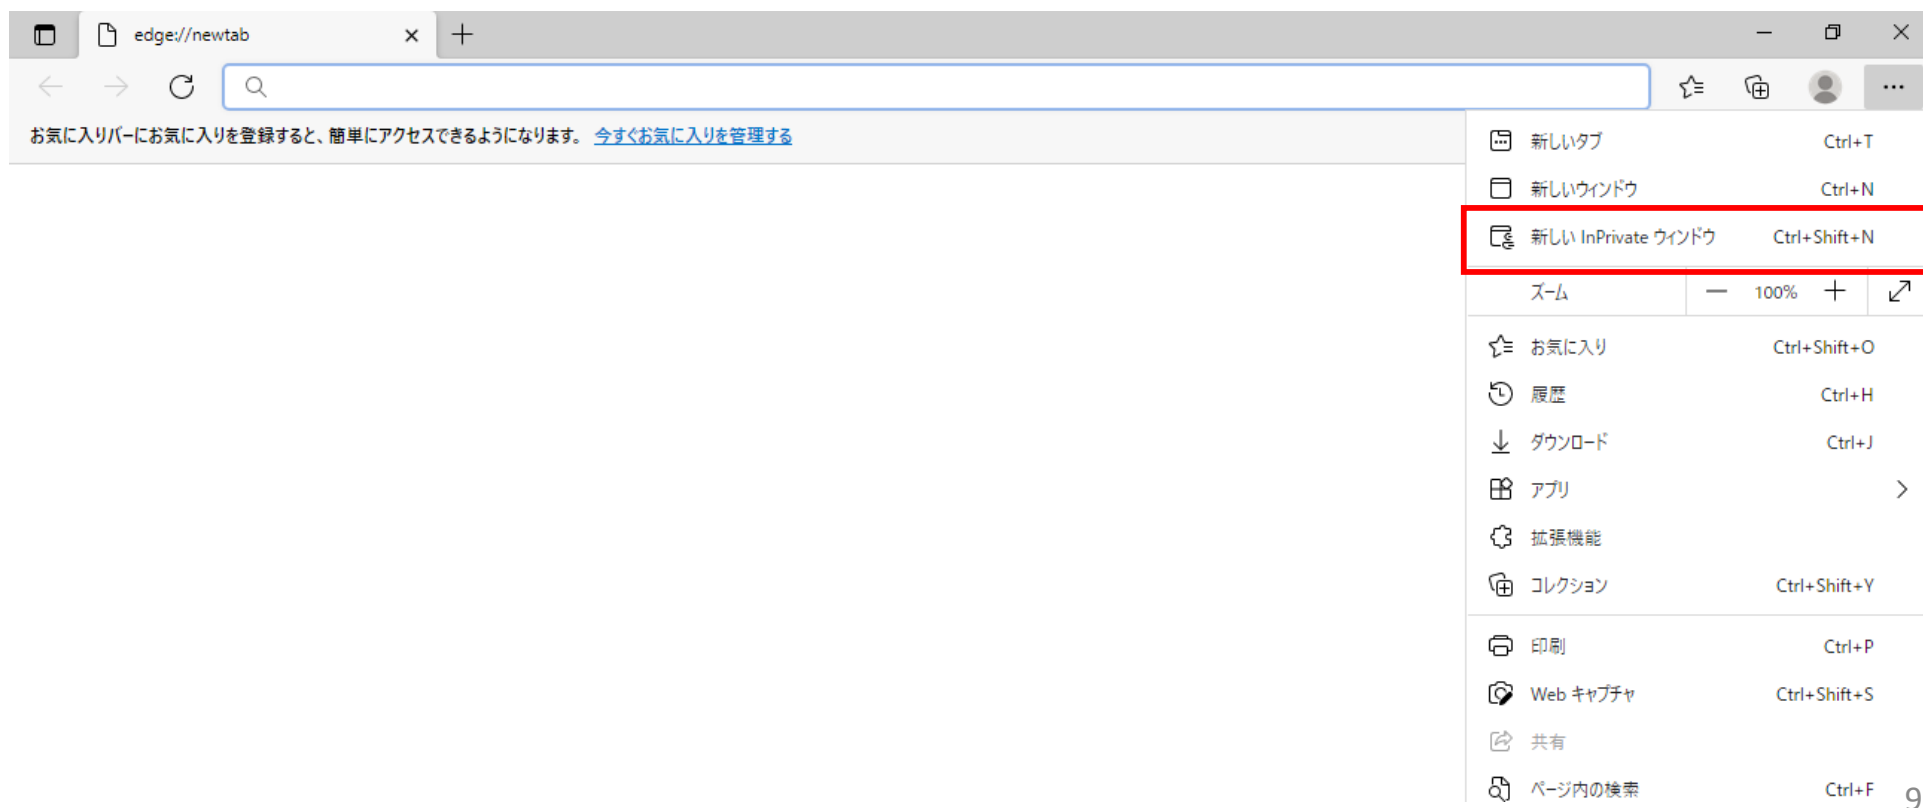 edge://newtab
お気に入りバーにお気に入りを登録すると、簡単にアクセスできるようになります。 今すぐお気に入りを管理する
新しいタブ Ctrl+T
新しいウィンドウ Ctrl+N
新しい InPrivate ウィンドウ Ctrl+Shift+N
ズーム 100%
お気に入り Ctrl+Shift+O
履歴 Ctrl+H
ダウンロード Ctrl+J
アプリ
拡張機能
コレクション Ctrl+Shift+Y
印刷 Ctrl+P
Web キャプチャ Ctrl+Shift+S
共有
ページ内の検索 Ctrl+F
9